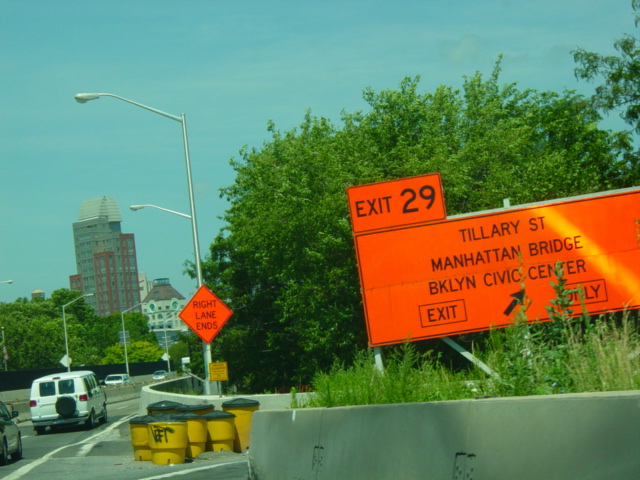 EXIT 29
TILLARY ST
MANHATTAN BRIDGE
BKLYN CIVIC CENTER
EXIT
RIGHT
LANE
ENDS